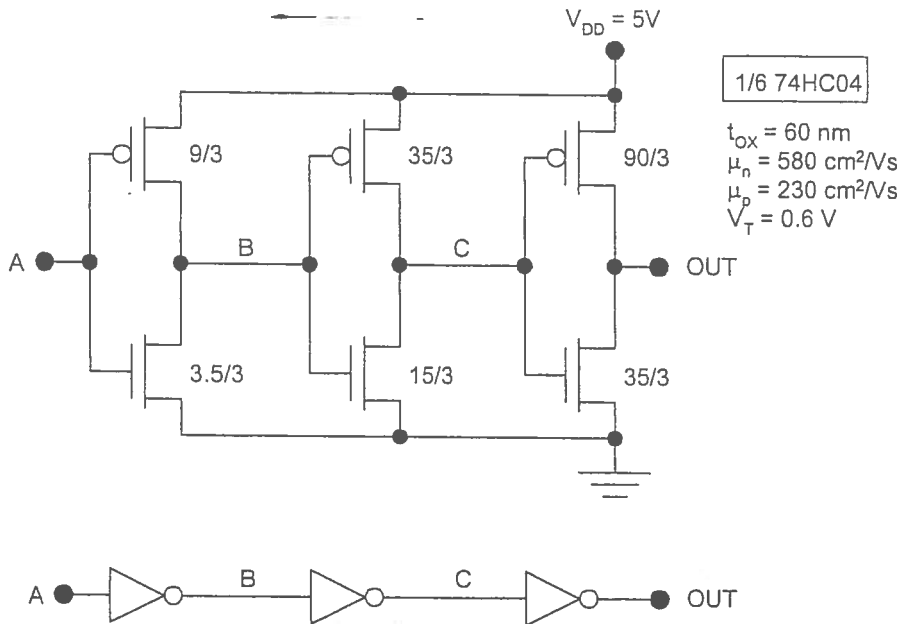 V_DD = 5V
1/6 74HC04
t_OX = 60 nm
μ_n = 580 cm²/Vs
μ_p = 230 cm²/Vs
V_T = 0.6 V
9/3
35/3
90/3
A
B
C
OUT
3.5/3
15/3
35/3
A
B
C
OUT